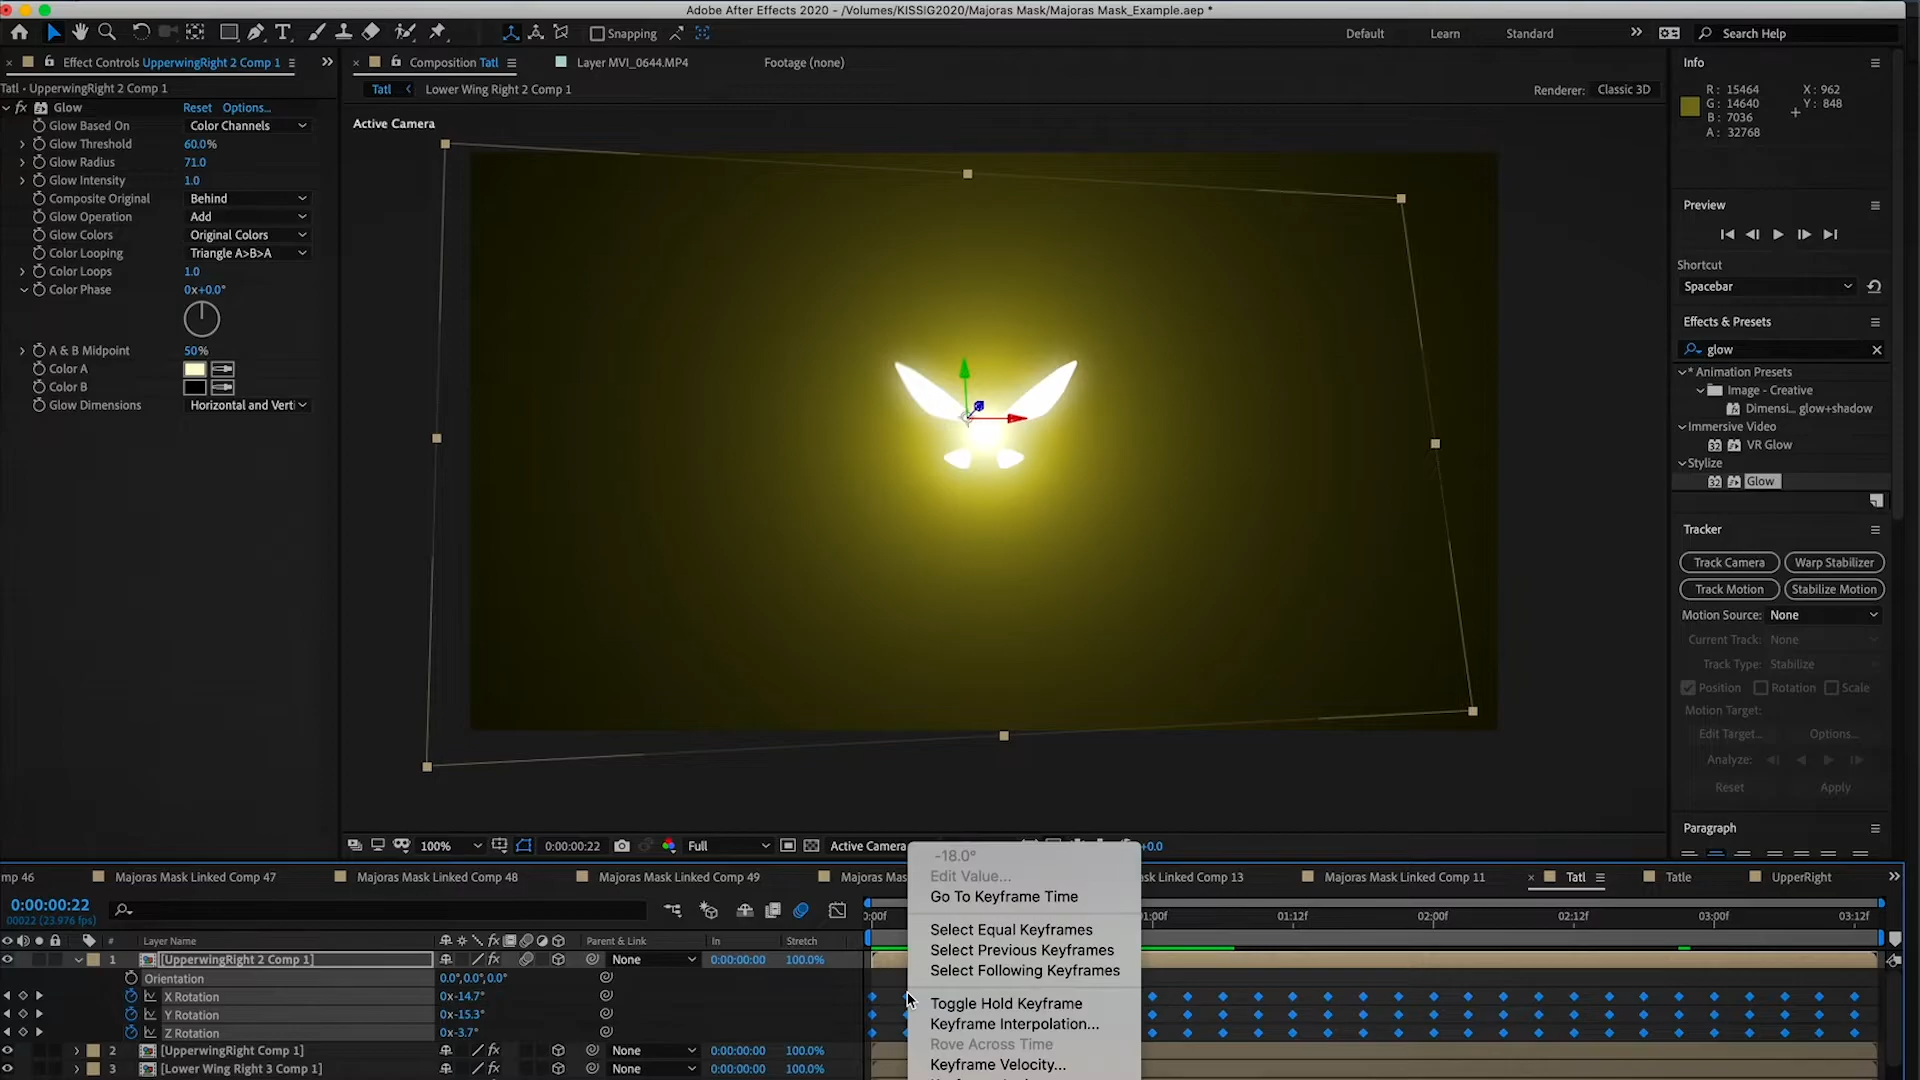 Adobe After Effects 2020 - /Volumes/KISSIG2020/Majoras Mask/Majoras Mask_Example.aep *
Snapping
Default
Learn
Standard
Search Help
Effect Controls UpperwingRight 2 Comp 1
Tatl · UpperwingRight 2 Comp 1
fx Glow Reset Options...
Glow Based On Color Channels
Glow Threshold 60.0%
Glow Radius 71.0
Glow Intensity 1.0
Composite Original Behind
Glow Operation Add
Glow Colors Original Colors
Color Looping Triangle A>B>A
Color Loops 1.0
Color Phase 0x+0.0°
A & B Midpoint 50%
Color A
Color B
Glow Dimensions Horizontal and Verti
Composition Tatl
Layer MVI_0644.MP4
Footage (none)
Tatl
Lower Wing Right 2 Comp 1
Renderer: Classic 3D
Active Camera
100%
0:00:00:22
Full
Active Camera
+0.0
Info
R: 15464
G: 14640
B: 7036
A: 32768
X: 962
Y: 848
Preview
Shortcut
Spacebar
Effects & Presets
glow
* Animation Presets
Image - Creative
Dimensi... glow+shadow
Immersive Video
32 VR Glow
Stylize
32 Glow
Tracker
Track Camera Warp Stabilizer
Track Motion Stabilize Motion
Motion Source: None
Current Track: None
Track Type: Stabilize
Position Rotation Scale
Motion Target:
Edit Target... Options...
Analyze:
Reset Apply
Paragraph
mp 46
Majoras Mask Linked Comp 47
Majoras Mask Linked Comp 48
Majoras Mask Linked Comp 49
Majoras Mas
sk Linked Comp 13
Majoras Mask Linked Comp 11
Tatl
Tatle
UpperRight
0:00:00:22
00022 (23.976 fps)
0:00f
01:00f
01:12f
02:00f
02:12f
03:00f
03:12f
# Layer Name fx Parent & Link In Stretch
1 [UpperwingRight 2 Comp 1] fx None 0:00:00:00 100.0%
Orientation 0.0°,0.0°,0.0°
X Rotation 0x-14.7°
Y Rotation 0x-15.3°
Z Rotation 0x-3.7°
2 [UpperwingRight Comp 1] fx None 0:00:00:00 100.0%
3 [Lower Wing Right 3 Comp 1] fx None 0:00:00:00 100.0%
-18.0°
Edit Value...
Go To Keyframe Time
Select Equal Keyframes
Select Previous Keyframes
Select Following Keyframes
Toggle Hold Keyframe
Keyframe Interpolation...
Rove Across Time
Keyframe Velocity...